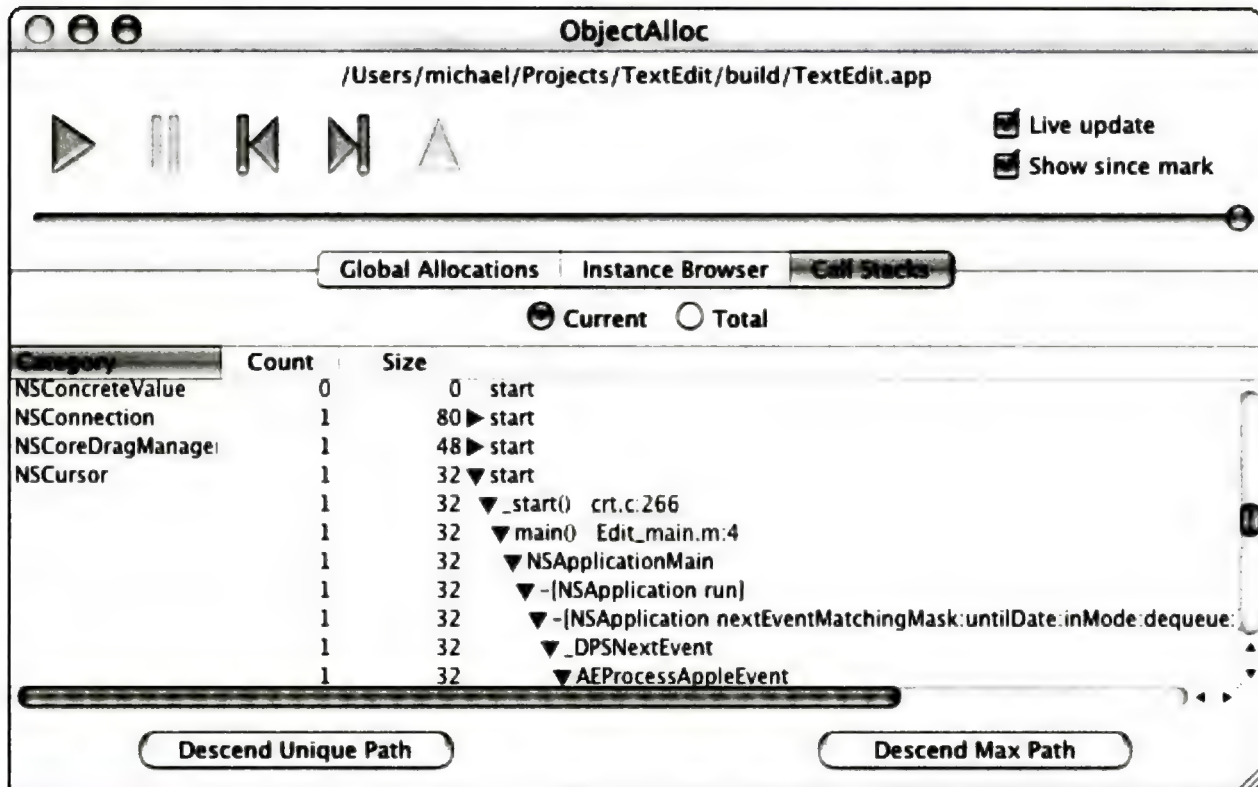 ObjectAlloc
/Users/michael/Projects/TextEdit/build/TextEdit.app
Live update
Show since mark
Global Allocations Instance Browser Call Stacks
Current Total
Category Count Size
NSConcreteValue 0 0 start
NSConnection 1 80 start
NSCoreDragManager 1 48 start
NSCursor 1 32 start
1 32 _start() crt.c:266
1 32 main() Edit_main.m:4
1 32 NSApplicationMain
1 32 -[NSApplication run]
1 32 -[NSApplication nextEventMatchingMask:untilDate:inMode:dequeue:
1 32 _DPSNextEvent
1 32 AEProcessAppleEvent
Descend Unique Path Descend Max Path